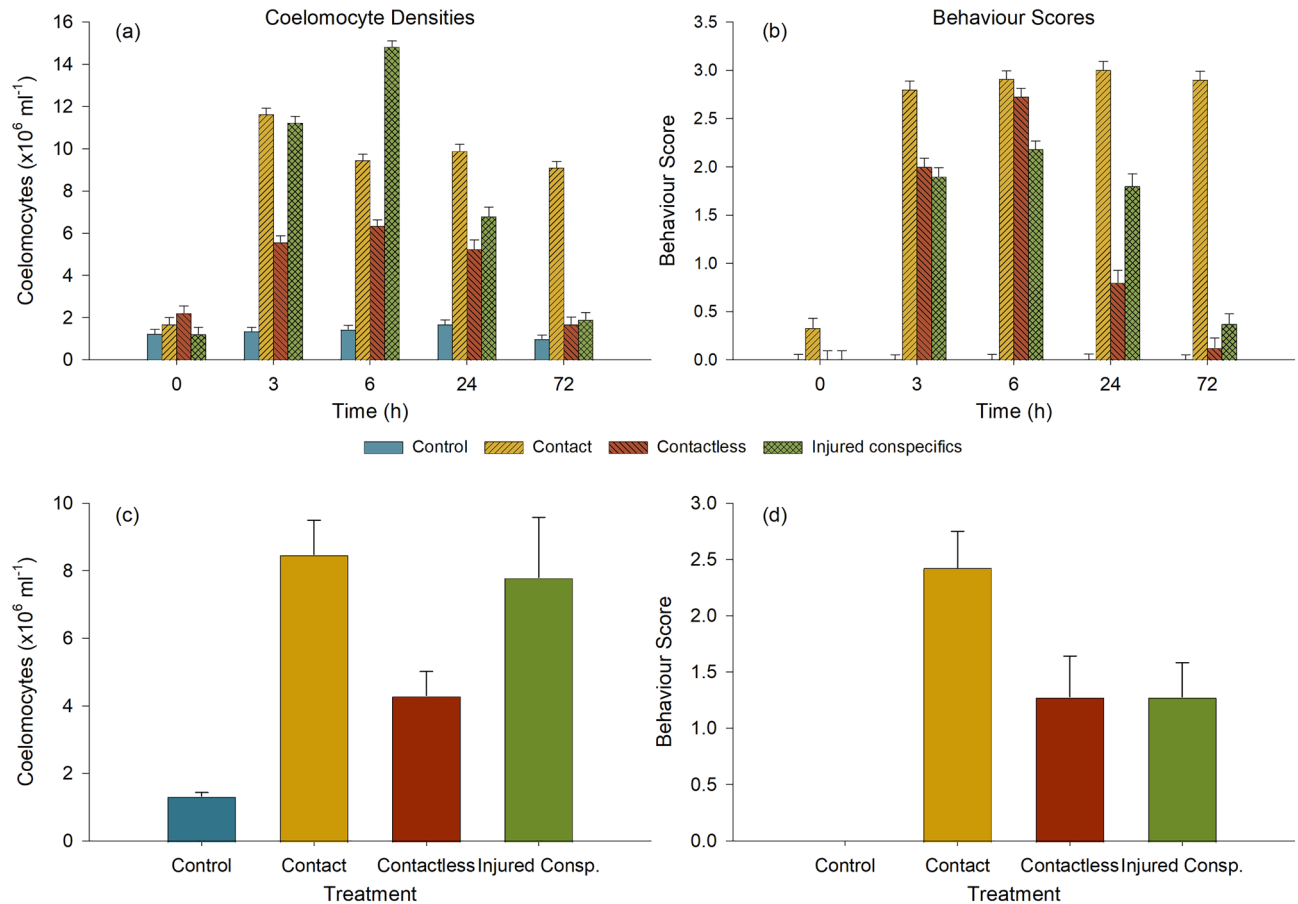 Coelomocyte Densities
(a)
Coelomocytes (x10⁶ ml⁻¹)
16
14
12
10
8
6
4
2
0
0 3 6 24 72
Time (h)
Behaviour Scores
(b)
Behaviour Score
3.5
3.0
2.5
2.0
1.5
1.0
0.5
0.0
0 3 6 24 72
Time (h)
Control Contact Contactless Injured conspecifics
(c)
Coelomocytes (x10⁶ ml⁻¹)
10
8
6
4
2
0
Control Contact Contactless Injured Consp.
Treatment
(d)
Behaviour Score
3.0
2.5
2.0
1.5
1.0
0.5
0.0
Control Contact Contactless Injured Consp.
Treatment